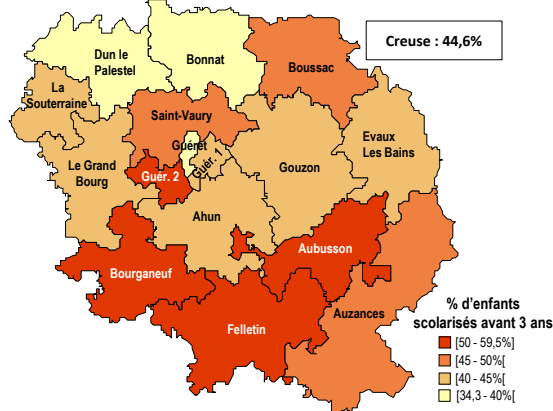 Creuse : 44,6%
Dun le
Palestel
Bonnat
Boussac
La
Souterraine
Saint-Vaury
Evaux
Les Bains
Guéret
Guér. 1
Le Grand
Bourg
Guér. 2
Gouzon
Ahun
Aubusson
Bourganeuf
Felletin
Auzances
% d'enfants
scolarisés avant 3 ans
[50 - 59,5%[
[45 - 50%[
[40 - 45%[
[34,3 - 40%[